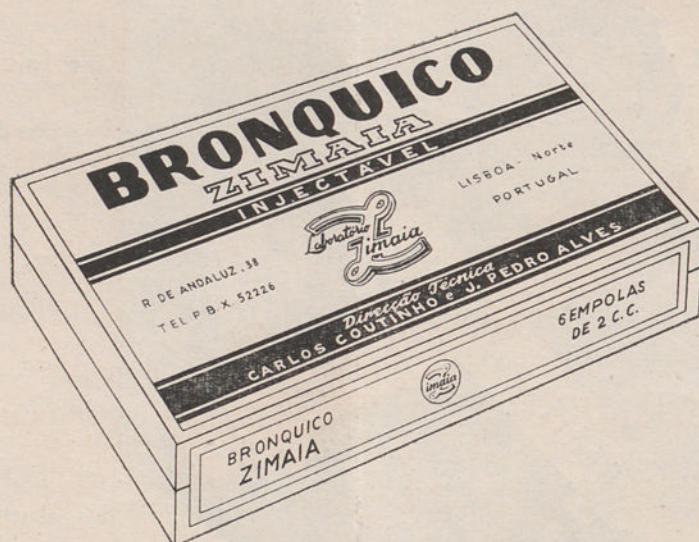 BRONQUICO
ZIMAIA
INJECTÁVEL
R. DE ANDALUZ, 38
TEL. P. B. X. 52226
Laboratório
Zimaia
LISBOA - Norte
PORTUGAL
Direcção Técnica
CARLOS COUTINHO e J. PEDRO ALVES
BRONQUICO
ZIMAIA
Zimaia
6 EMPOLAS
DE 2 C.C.